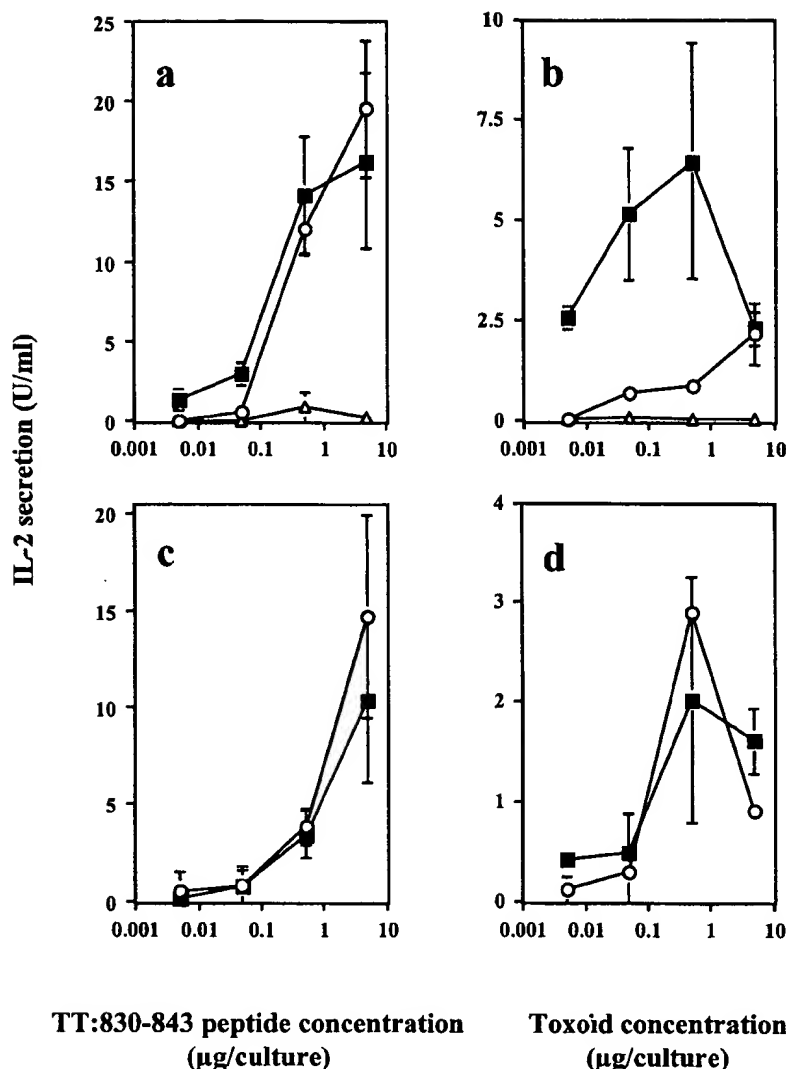 IL-2 secretion (U/ml)
a
25
20
15
10
5
0
0.001 0.01 0.1 1 10
b
10
7.5
5
2.5
0
0.001 0.01 0.1 1 10
c
20
15
10
5
0
0.001 0.01 0.1 1 10
d
4
3
2
1
0
0.001 0.01 0.1 1 10
TT:830-843 peptide concentration
(µg/culture)
Toxoid concentration
(µg/culture)